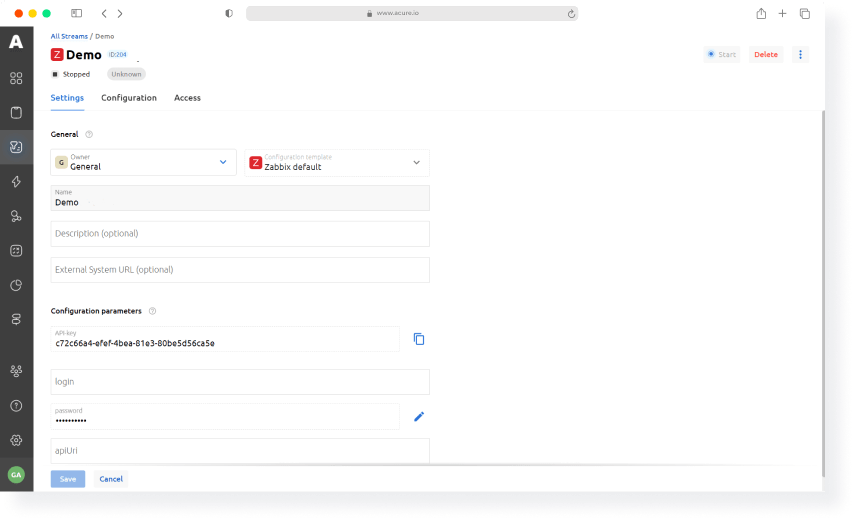 www.acure.io
All Streams / Demo
Z Demo ID:204
Start
Delete
Stopped
Unknown
Settings
Configuration
Access
General
G
Owner
General
Z
Configuration template
Zabbix default
Name
Demo
Description (optional)
External System URL (optional)
Configuration parameters
API-key
c72c66a4-efef-4bea-81e3-80be5d56ca5e
login
password
••••••••••
apiUrl
Save
Cancel
A
GA